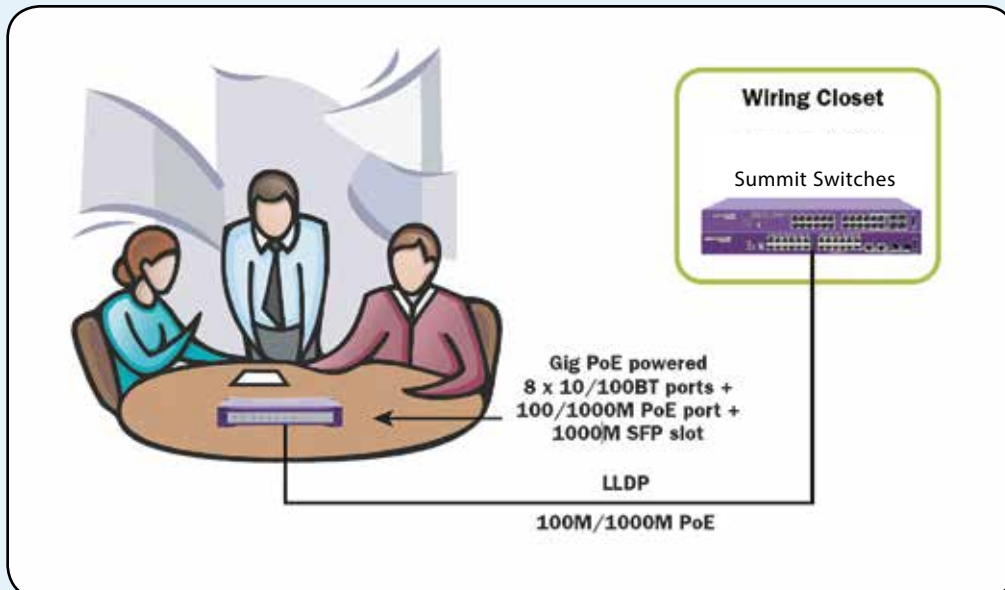 Wiring Closet
Summit Switches
Gig PoE powered
8 x 10/100BT ports +
100/1000M PoE port +
1000M SFP slot
LLDP
100M/1000M PoE